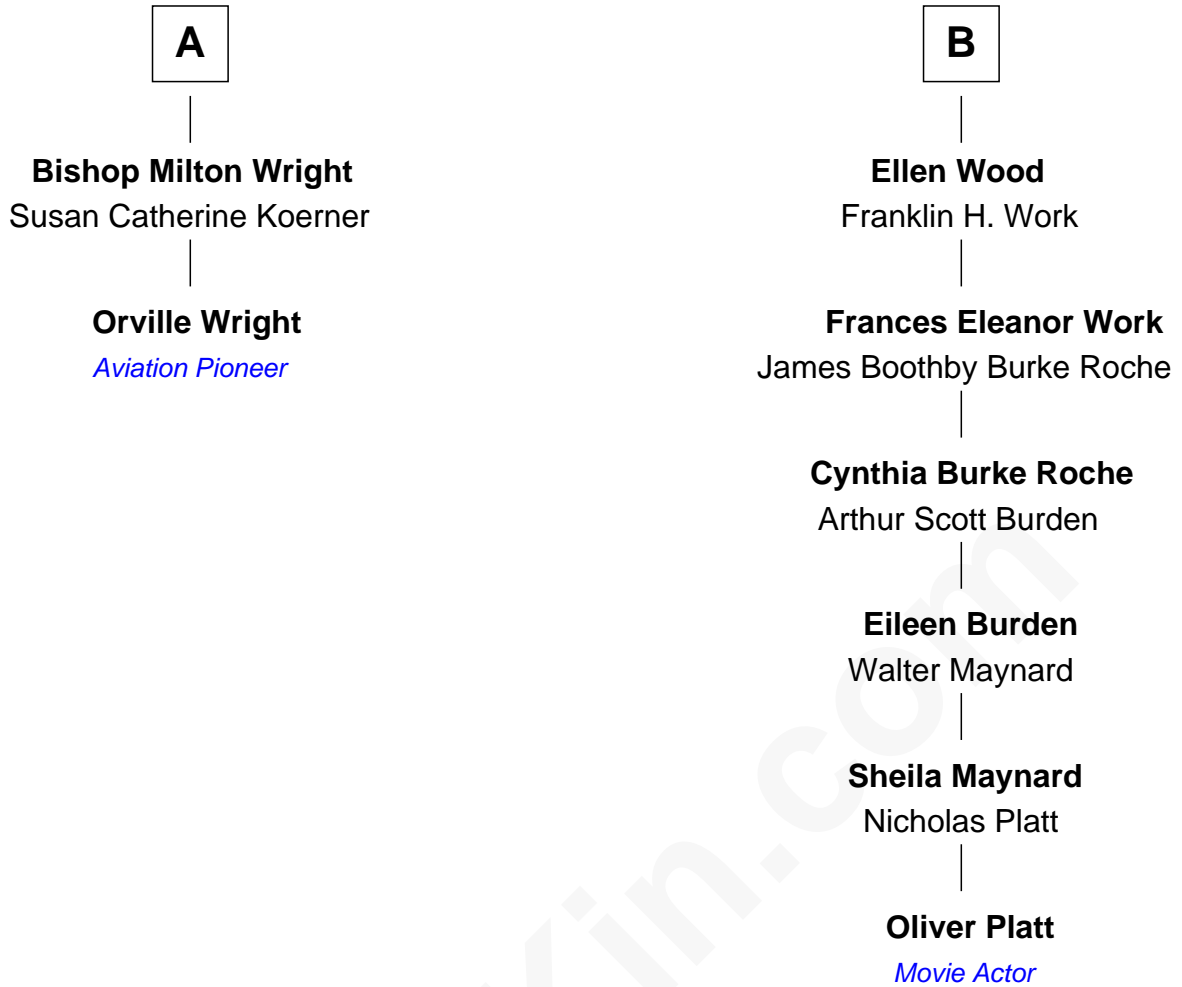 A
Bishop Milton Wright
Susan Catherine Koerner
Orville Wright
Aviation Pioneer
B
Ellen Wood
Franklin H. Work
Frances Eleanor Work
James Boothby Burke Roche
Cynthia Burke Roche
Arthur Scott Burden
Eileen Burden
Walter Maynard
Sheila Maynard
Nicholas Platt
Oliver Platt
Movie Actor
Kin.com